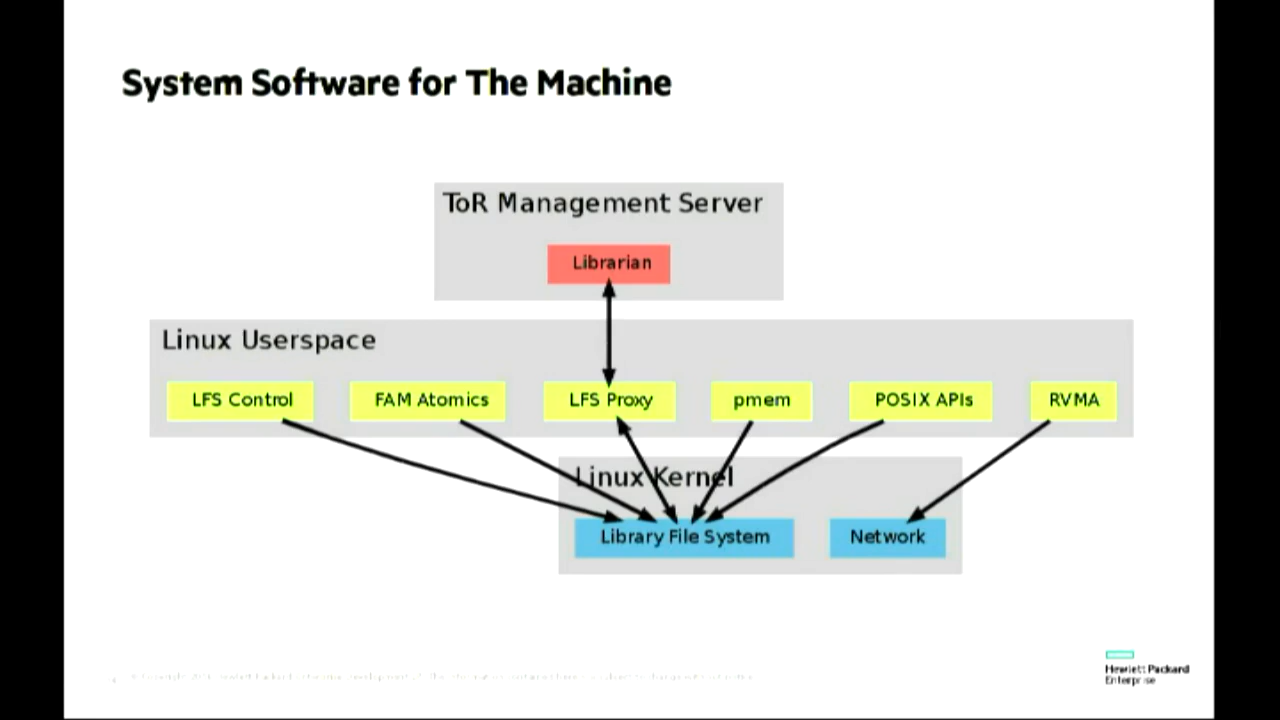 System Software for The Machine
ToR Management Server
Librarian
Linux Userspace
LFS Control
FAM Atomics
LFS Proxy
pmem
POSIX APIs
RVMA
Linux Kernel
Library File System
Network
Hewlett Packard
Enterprise